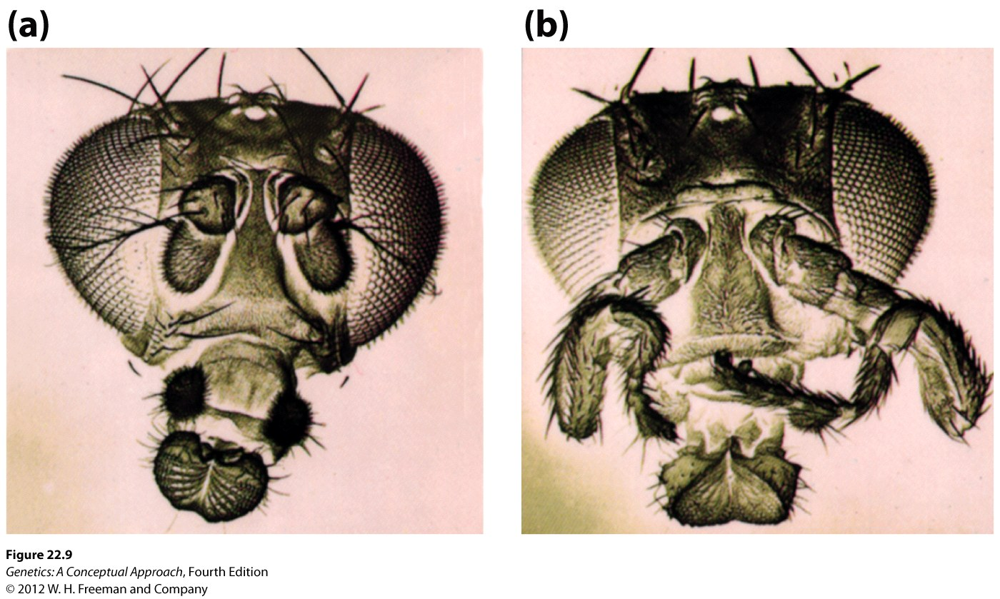 (a)
(b)
Figure 22.9
Genetics: A Conceptual Approach, Fourth Edition
© 2012 W. H. Freeman and Company